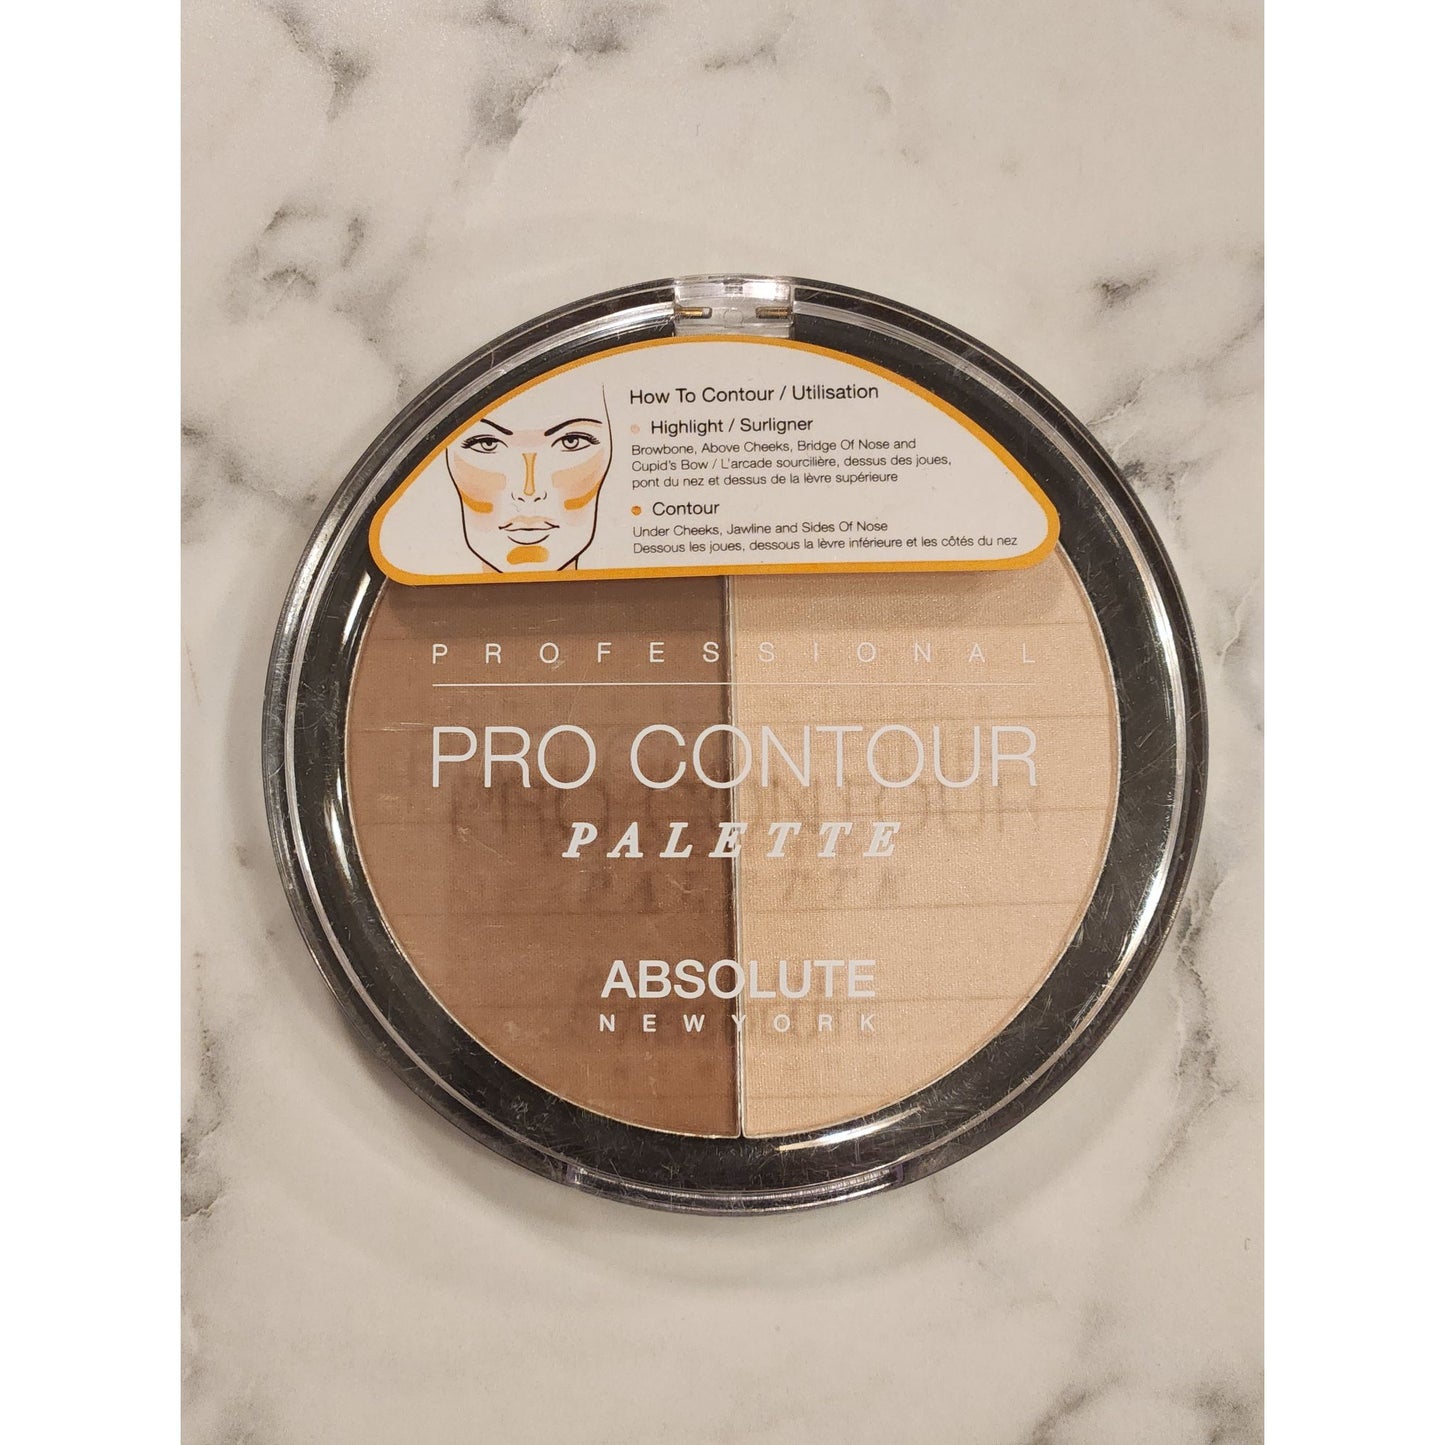 How To Contour / Utilisation
Highlight / Surligner
Browbone, Above Cheeks, Bridge Of Nose and
Cupid's Bow / L'arcade sourcilière, dessus des joues,
pont du nez et dessus de la lèvre supérieure
Contour
Under Cheeks, Jawline and Sides Of Nose
Dessous les joues, dessous la lèvre inférieure et les côtés du nez
PROFESSIONAL
PRO CONTOUR
PALETTE
ABSOLUTE
NEW YORK